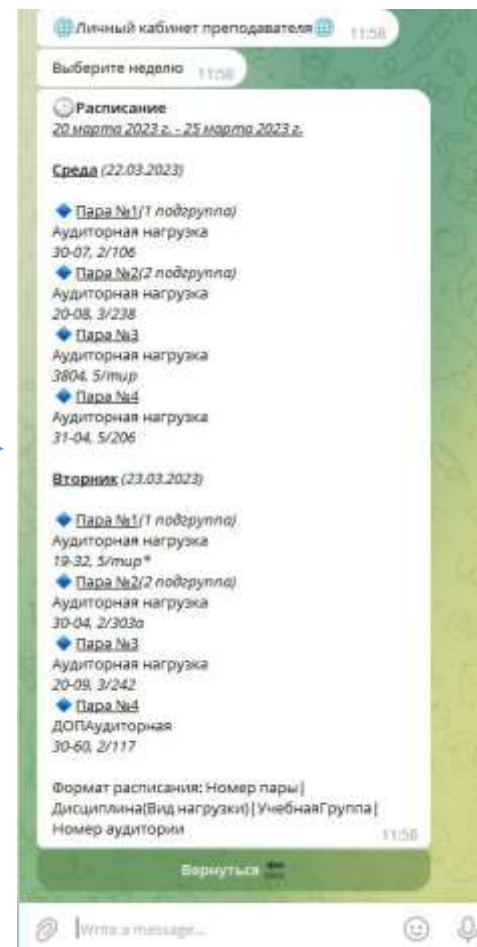 🌐Личный кабинет преподавателя🌐 11:58
Выберите неделю 11:58
🕒Расписание
20 марта 2023 г. - 25 марта 2023 г.
Среда (22.03.2023)
🔹 Пара №1(1 подгруппа)
Аудиторная нагрузка
30-07, 2/106
🔹 Пара №2(2 подгруппа)
Аудиторная нагрузка
20-08, 3/238
🔹 Пара №3
Аудиторная нагрузка
3804, 5/тир
🔹 Пара №4
Аудиторная нагрузка
31-04, 5/206
Вторник (23.03.2023)
🔹 Пара №1(1 подгруппа)
Аудиторная нагрузка
19-32, 5/тир*
🔹 Пара №2(2 подгруппа)
Аудиторная нагрузка
30-04, 2/303а
🔹 Пара №3
Аудиторная нагрузка
20-09, 3/242
🔹 Пара №4
ДОПАудиторная
30-60, 2/117
Формат расписания: Номер пары|
Дисциплина(Вид нагрузки)|УчебнаяГруппа|
Номер аудитории 11:58
Вернуться
Write a message...